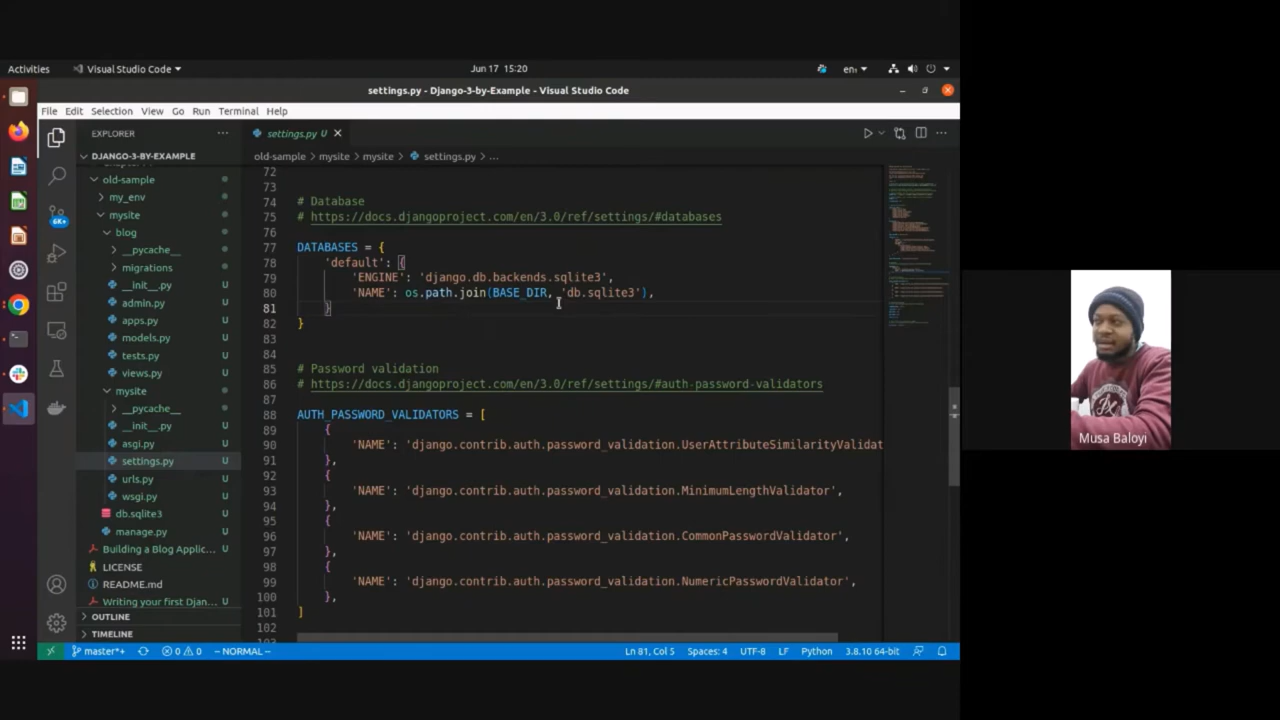 Activities
Visual Studio Code
Jun 17 15:20
en₁
settings.py - Django-3-by-Example - Visual Studio Code
File Edit Selection View Go Run Terminal Help
EXPLORER
settings.py U
DJANGO-3-BY-EXAMPLE
old-sample
my_env
mysite
blog
__pycache__
migrations
__init__.py U
admin.py U
apps.py U
models.py U
tests.py U
views.py U
mysite
__pycache__
__init__.py U
asgi.py U
settings.py U
urls.py U
wsgi.py U
db.sqlite3 U
manage.py U
Building a Blog Applic... U
LICENSE
README.md
Writing your first Djan... U
OUTLINE
TIMELINE
6K+
old-sample > mysite > mysite > settings.py > ...
72
73
74 # Database
75 # https://docs.djangoproject.com/en/3.0/ref/settings/#databases
76
77 DATABASES = {
78 'default': {
79 'ENGINE': 'django.db.backends.sqlite3',
80 'NAME': os.path.join(BASE_DIR, 'db.sqlite3'),
81 }
82 }
83
84
85 # Password validation
86 # https://docs.djangoproject.com/en/3.0/ref/settings/#auth-password-validators
87
88 AUTH_PASSWORD_VALIDATORS = [
89 {
90 'NAME': 'django.contrib.auth.password_validation.UserAttributeSimilarityValidat
91 },
92 {
93 'NAME': 'django.contrib.auth.password_validation.MinimumLengthValidator',
94 },
95 {
96 'NAME': 'django.contrib.auth.password_validation.CommonPasswordValidator',
97 },
98 {
99 'NAME': 'django.contrib.auth.password_validation.NumericPasswordValidator',
100 },
101 ]
102
master*+ 0 0 -- NORMAL --
Ln 81, Col 5 Spaces: 4 UTF-8 LF Python 3.8.10 64-bit
Musa Baloyi